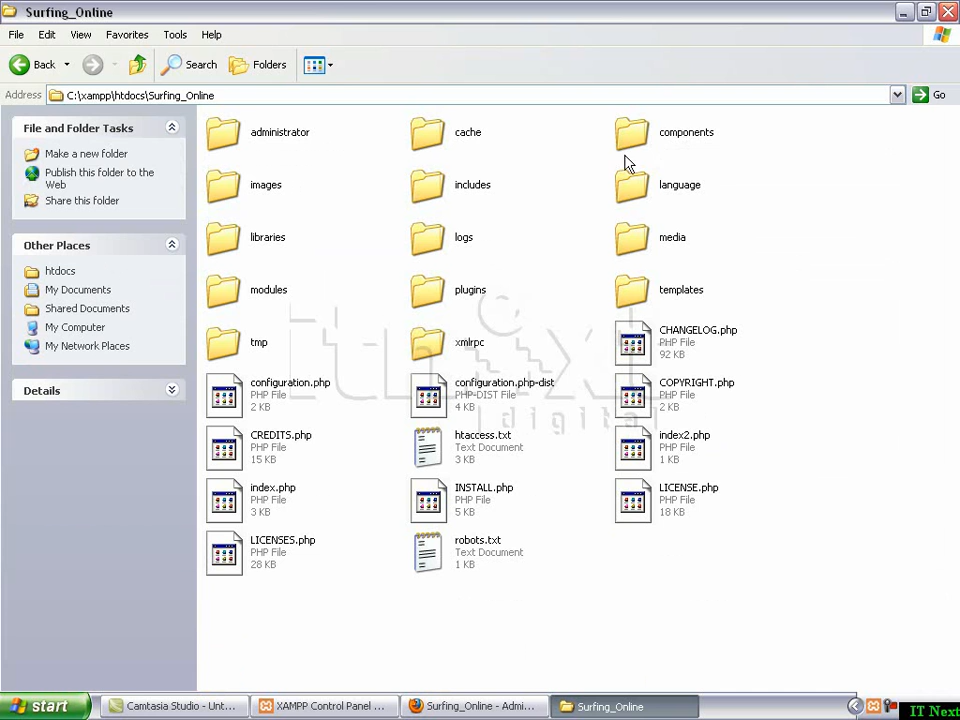 Surfing_Online
File Edit View Favorites Tools Help
Back Search Folders
Address C:\xampp\htdocs\Surfing_Online Go
File and Folder Tasks
Make a new folder
Publish this folder to the
Web
Share this folder
Other Places
htdocs
My Documents
Shared Documents
My Computer
My Network Places
Details
administrator cache components
images includes language
libraries logs media
modules plugins templates
tmp xmlrpc CHANGELOG.php
PHP File
92 KB
configuration.php configuration.php-dist COPYRIGHT.php
PHP File PHP-DIST File PHP File
2 KB 4 KB 2 KB
CREDITS.php htaccess.txt index2.php
PHP File Text Document PHP File
15 KB 3 KB 1 KB
index.php INSTALL.php LICENSE.php
PHP File PHP File PHP File
3 KB 5 KB 18 KB
LICENSES.php robots.txt
PHP File Text Document
28 KB 1 KB
digital
start Camtasia Studio - Unt... XAMPP Control Panel ... Surfing_Online - Admi... Surfing_Online IT Next